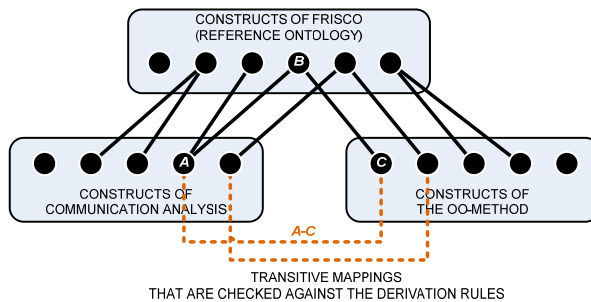 CONSTRUCTS OF FRISCO
(REFERENCE ONTOLOGY)
B
A
C
CONSTRUCTS OF
COMMUNICATION ANALYSIS
CONSTRUCTS OF
THE OO-METHOD
A-C
TRANSITIVE MAPPINGS
THAT ARE CHECKED AGAINST THE DERIVATION RULES